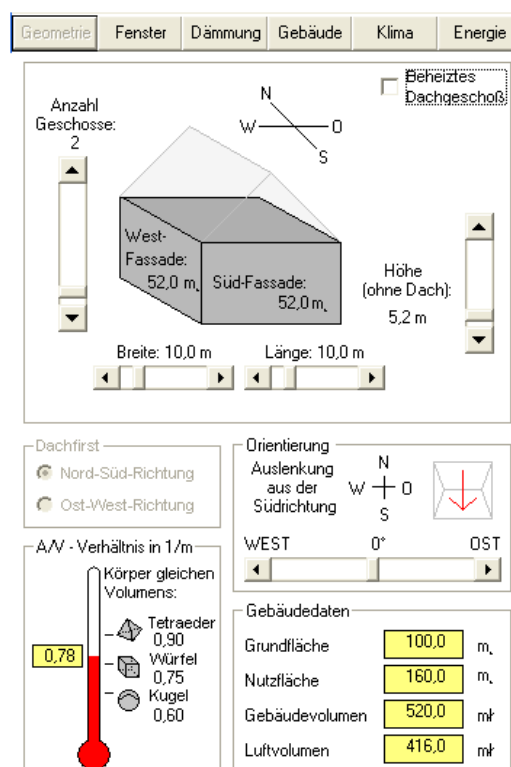 Geometrie Fenster Dämmung Gebäude Klima Energie
Beheiztes
Dachgeschoß
Anzahl
Geschosse:
2
N
W O
S
West-
Fassade:
52,0 m,
Süd-Fassade:
52,0 m,
Höhe
(ohne Dach):
5,2 m
Breite: 10,0 m
Länge: 10,0 m
Dachfirst
Nord-Süd-Richtung
Ost-West-Richtung
Orientierung
Auslenkung
aus der
Südrichtung
N
W O
S
WEST 0° OST
A/V - Verhältnis in 1/m
Körper gleichen
Volumens:
Tetraeder
0,90
0,78
Würfel
0,75
Kugel
0,60
Gebäudedaten
Grundfläche 100,0 m,
Nutzfläche 160,0 m,
Gebäudevolumen 520,0 mł
Luftvolumen 416,0 mł